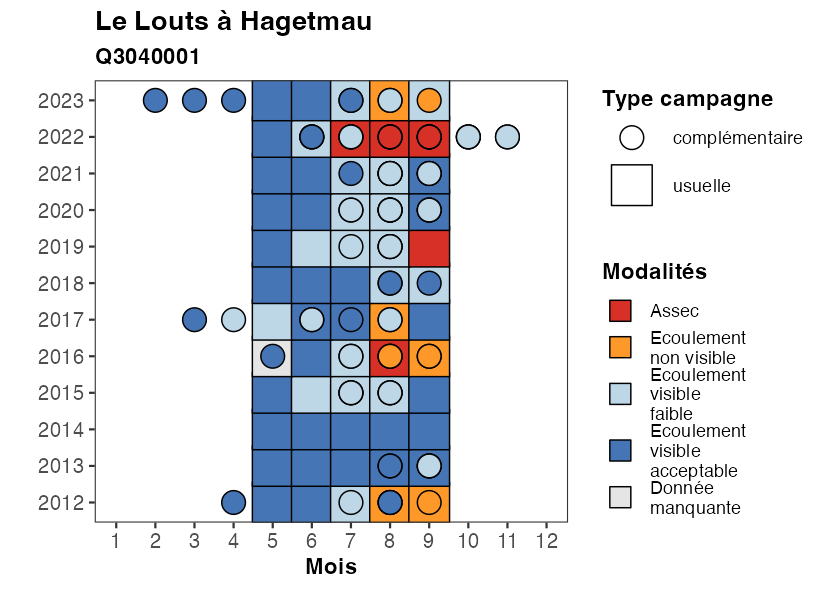 Le Louts à Hagetmau
Q3040001
2023
2022
2021
2020
2019
2018
2017
2016
2015
2014
2013
2012
1 2 3 4 5 6 7 8 9 10 11 12
Mois
Type campagne
complémentaire
usuelle
Modalités
Assec
Ecoulement
non visible
Ecoulement
visible
faible
Ecoulement
visible
acceptable
Donnée
manquante